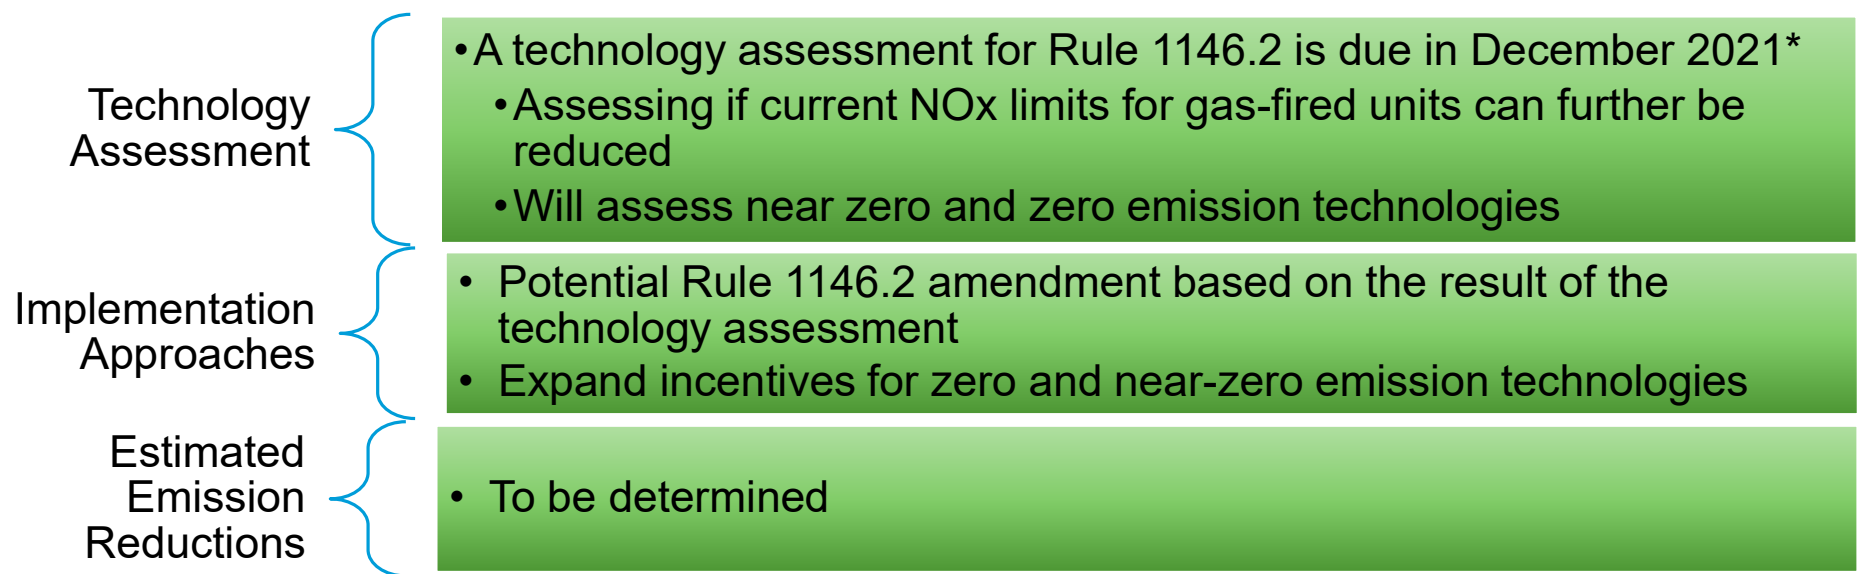 Technology
Assessment
•A technology assessment for Rule 1146.2 is due in December 2021*
•Assessing if current NOx limits for gas-fired units can further be
reduced
•Will assess near zero and zero emission technologies
Implementation
Approaches
• Potential Rule 1146.2 amendment based on the result of the
technology assessment
• Expand incentives for zero and near-zero emission technologies
Estimated
Emission
Reductions
• To be determined